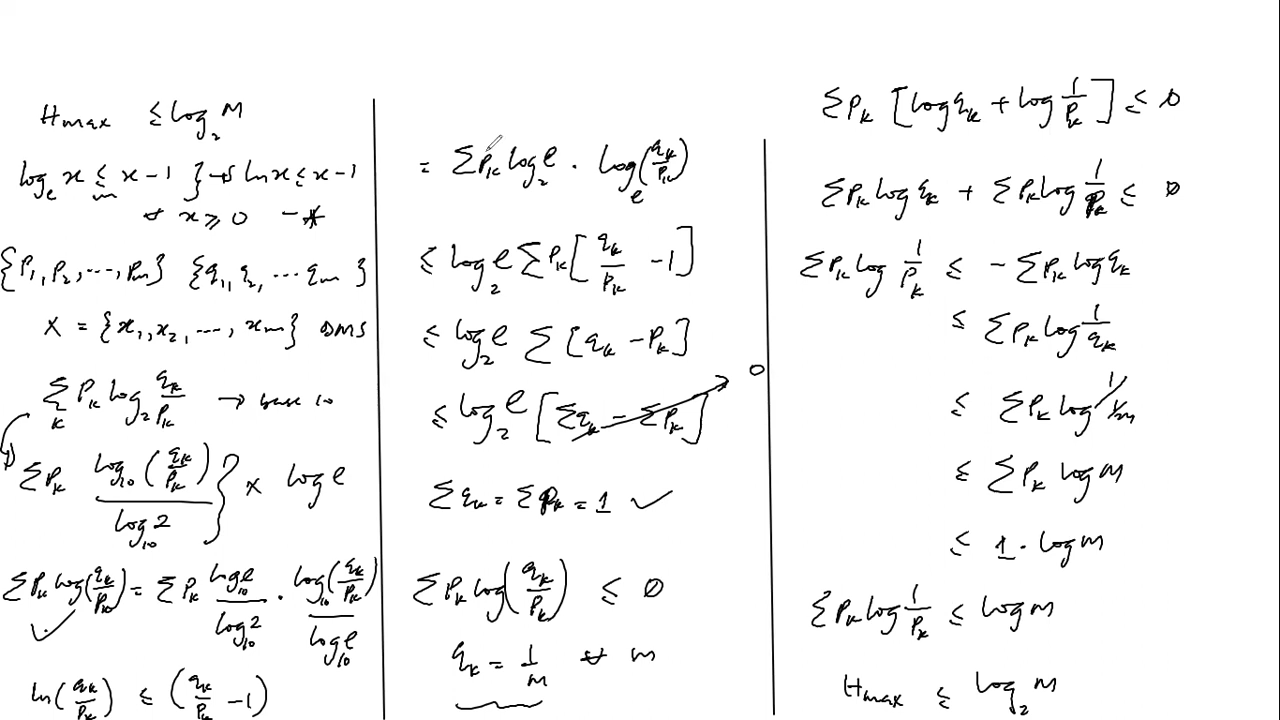 Hmax ≤ log₂ M
logₑ x ≤ x − 1 } → ln x ≤ x − 1
∀ x ≥ 0 − *
{P₁, P₂, ..., Pm} {q₁, q₂, ... qm}
X = {x₁, x₂, ..., xm} DMS
∑ₖ Pₖ log₂ qₖ/Pₖ → base 10
∑ Pₖ log₁₀ (qₖ/Pₖ) / log₁₀ 2 } × log e
∑ Pₖ log (qₖ/Pₖ) = ∑ Pₖ log₁₀ e / log₁₀ 2 · log₁₀ (qₖ/Pₖ) / log₁₀ e
✓
ln (qₖ/Pₖ) ≤ (qₖ/Pₖ − 1)
= ∑ Pₖ log₂ e · logₑ (qₖ/Pₖ)
≤ log₂ e ∑ Pₖ [qₖ/Pₖ − 1]
≤ log₂ e ∑ [qₖ − Pₖ]
≤ log₂ e [∑ qₖ − ∑ Pₖ] → 0
∑ qₖ = ∑ Pₖ = 1 ✓
∑ Pₖ log (qₖ/Pₖ) ≤ 0
qₖ = 1/m ∀ m
∑ Pₖ [log qₖ + log 1/Pₖ] ≤ 0
∑ Pₖ log qₖ + ∑ Pₖ log 1/Pₖ ≤ 0
∑ Pₖ log 1/Pₖ ≤ − ∑ Pₖ log qₖ
≤ ∑ Pₖ log 1/qₖ
≤ ∑ Pₖ log 1/1/m
≤ ∑ Pₖ log m
≤ 1 · log m
∑ Pₖ log 1/Pₖ ≤ log m
Hmax ≤ log₂ m